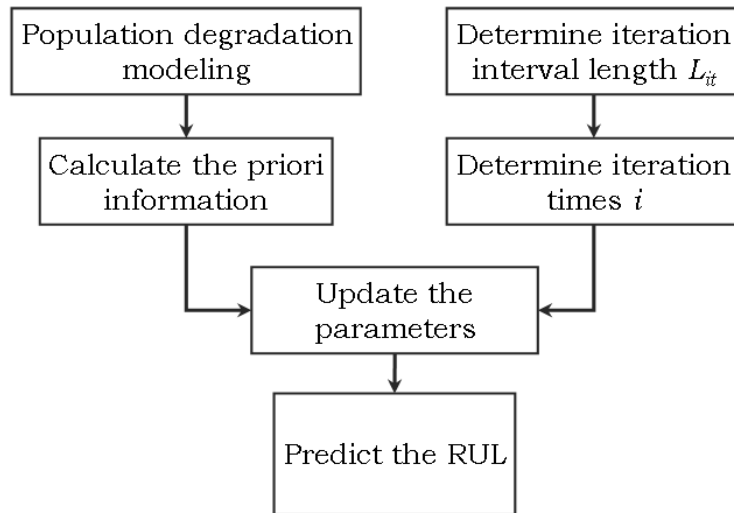 Population degradation
modeling
Determine iteration
interval length L_it
Calculate the priori
information
Determine iteration
times i
Update the
parameters
Predict the RUL